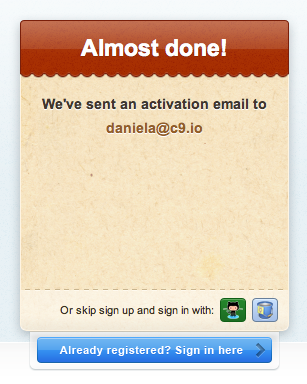 Almost done!
We've sent an activation email to
daniela@c9.io
Or skip sign up and sign in with:
Already registered? Sign in here